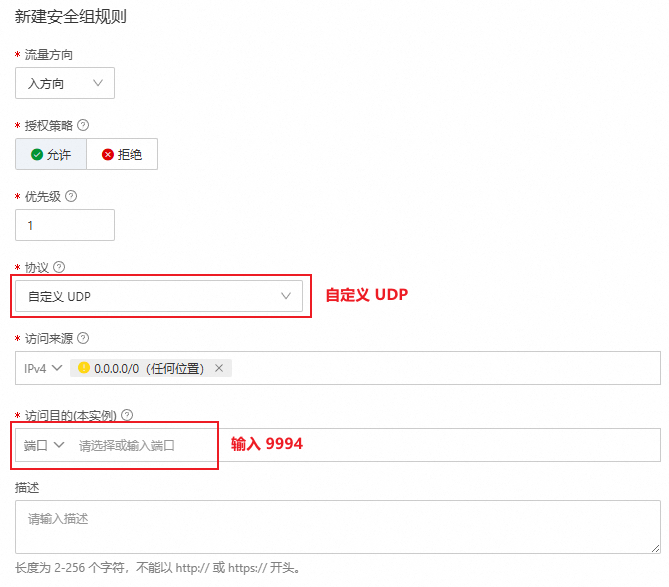 新建安全组规则
* 流量方向
入方向
* 授权策略 ?
允许 拒绝
* 优先级 ?
1
* 协议 ?
自定义 UDP 自定义 UDP
* 访问来源 ?
IPv4 0.0.0.0/0（任何位置）
* 访问目的(本实例) ?
端口 请选择或输入端口 输入 9994
描述
请输入描述
长度为 2-256 个字符，不能以 http:// 或 https:// 开头。